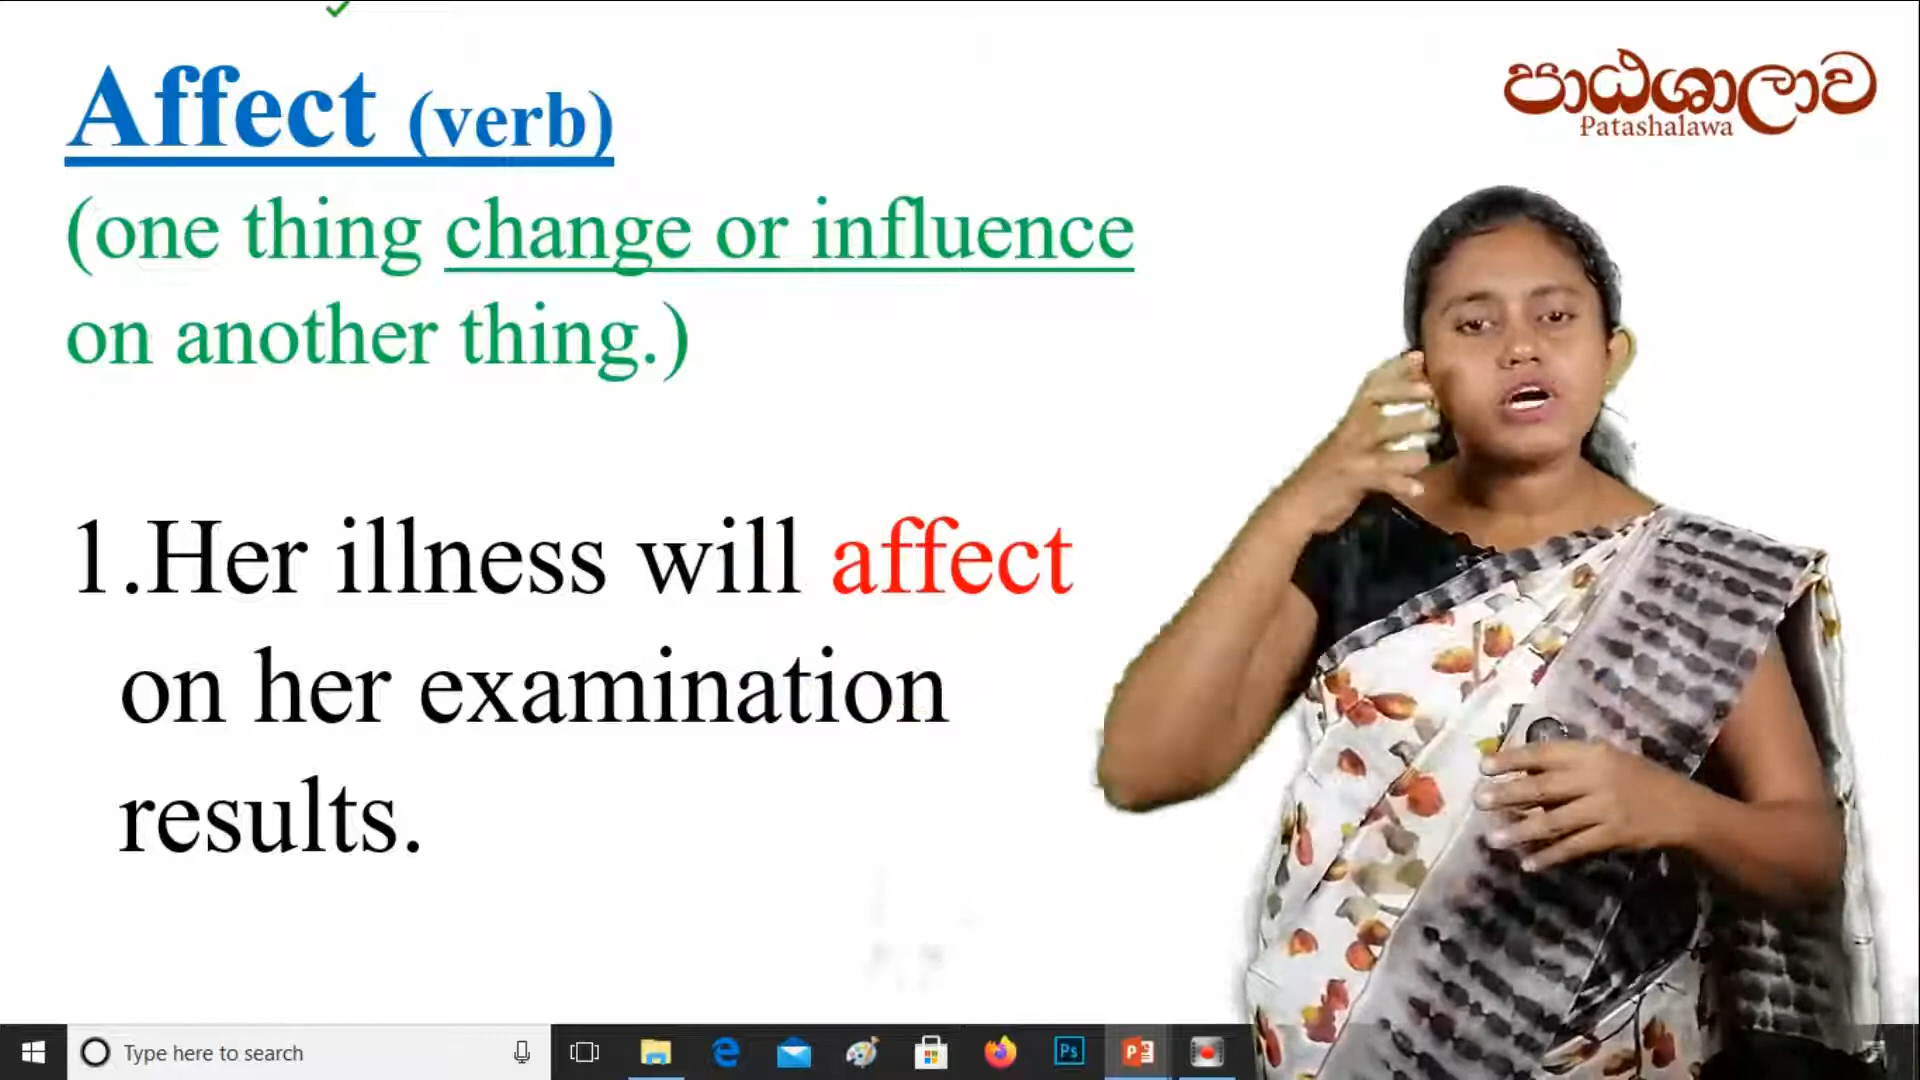 Affect (verb)
පාඨශාලාව
Patashalawa
(one thing change or influence
on another thing.)
1.Her illness will affect
on her examination
results.
Type here to search
Ps